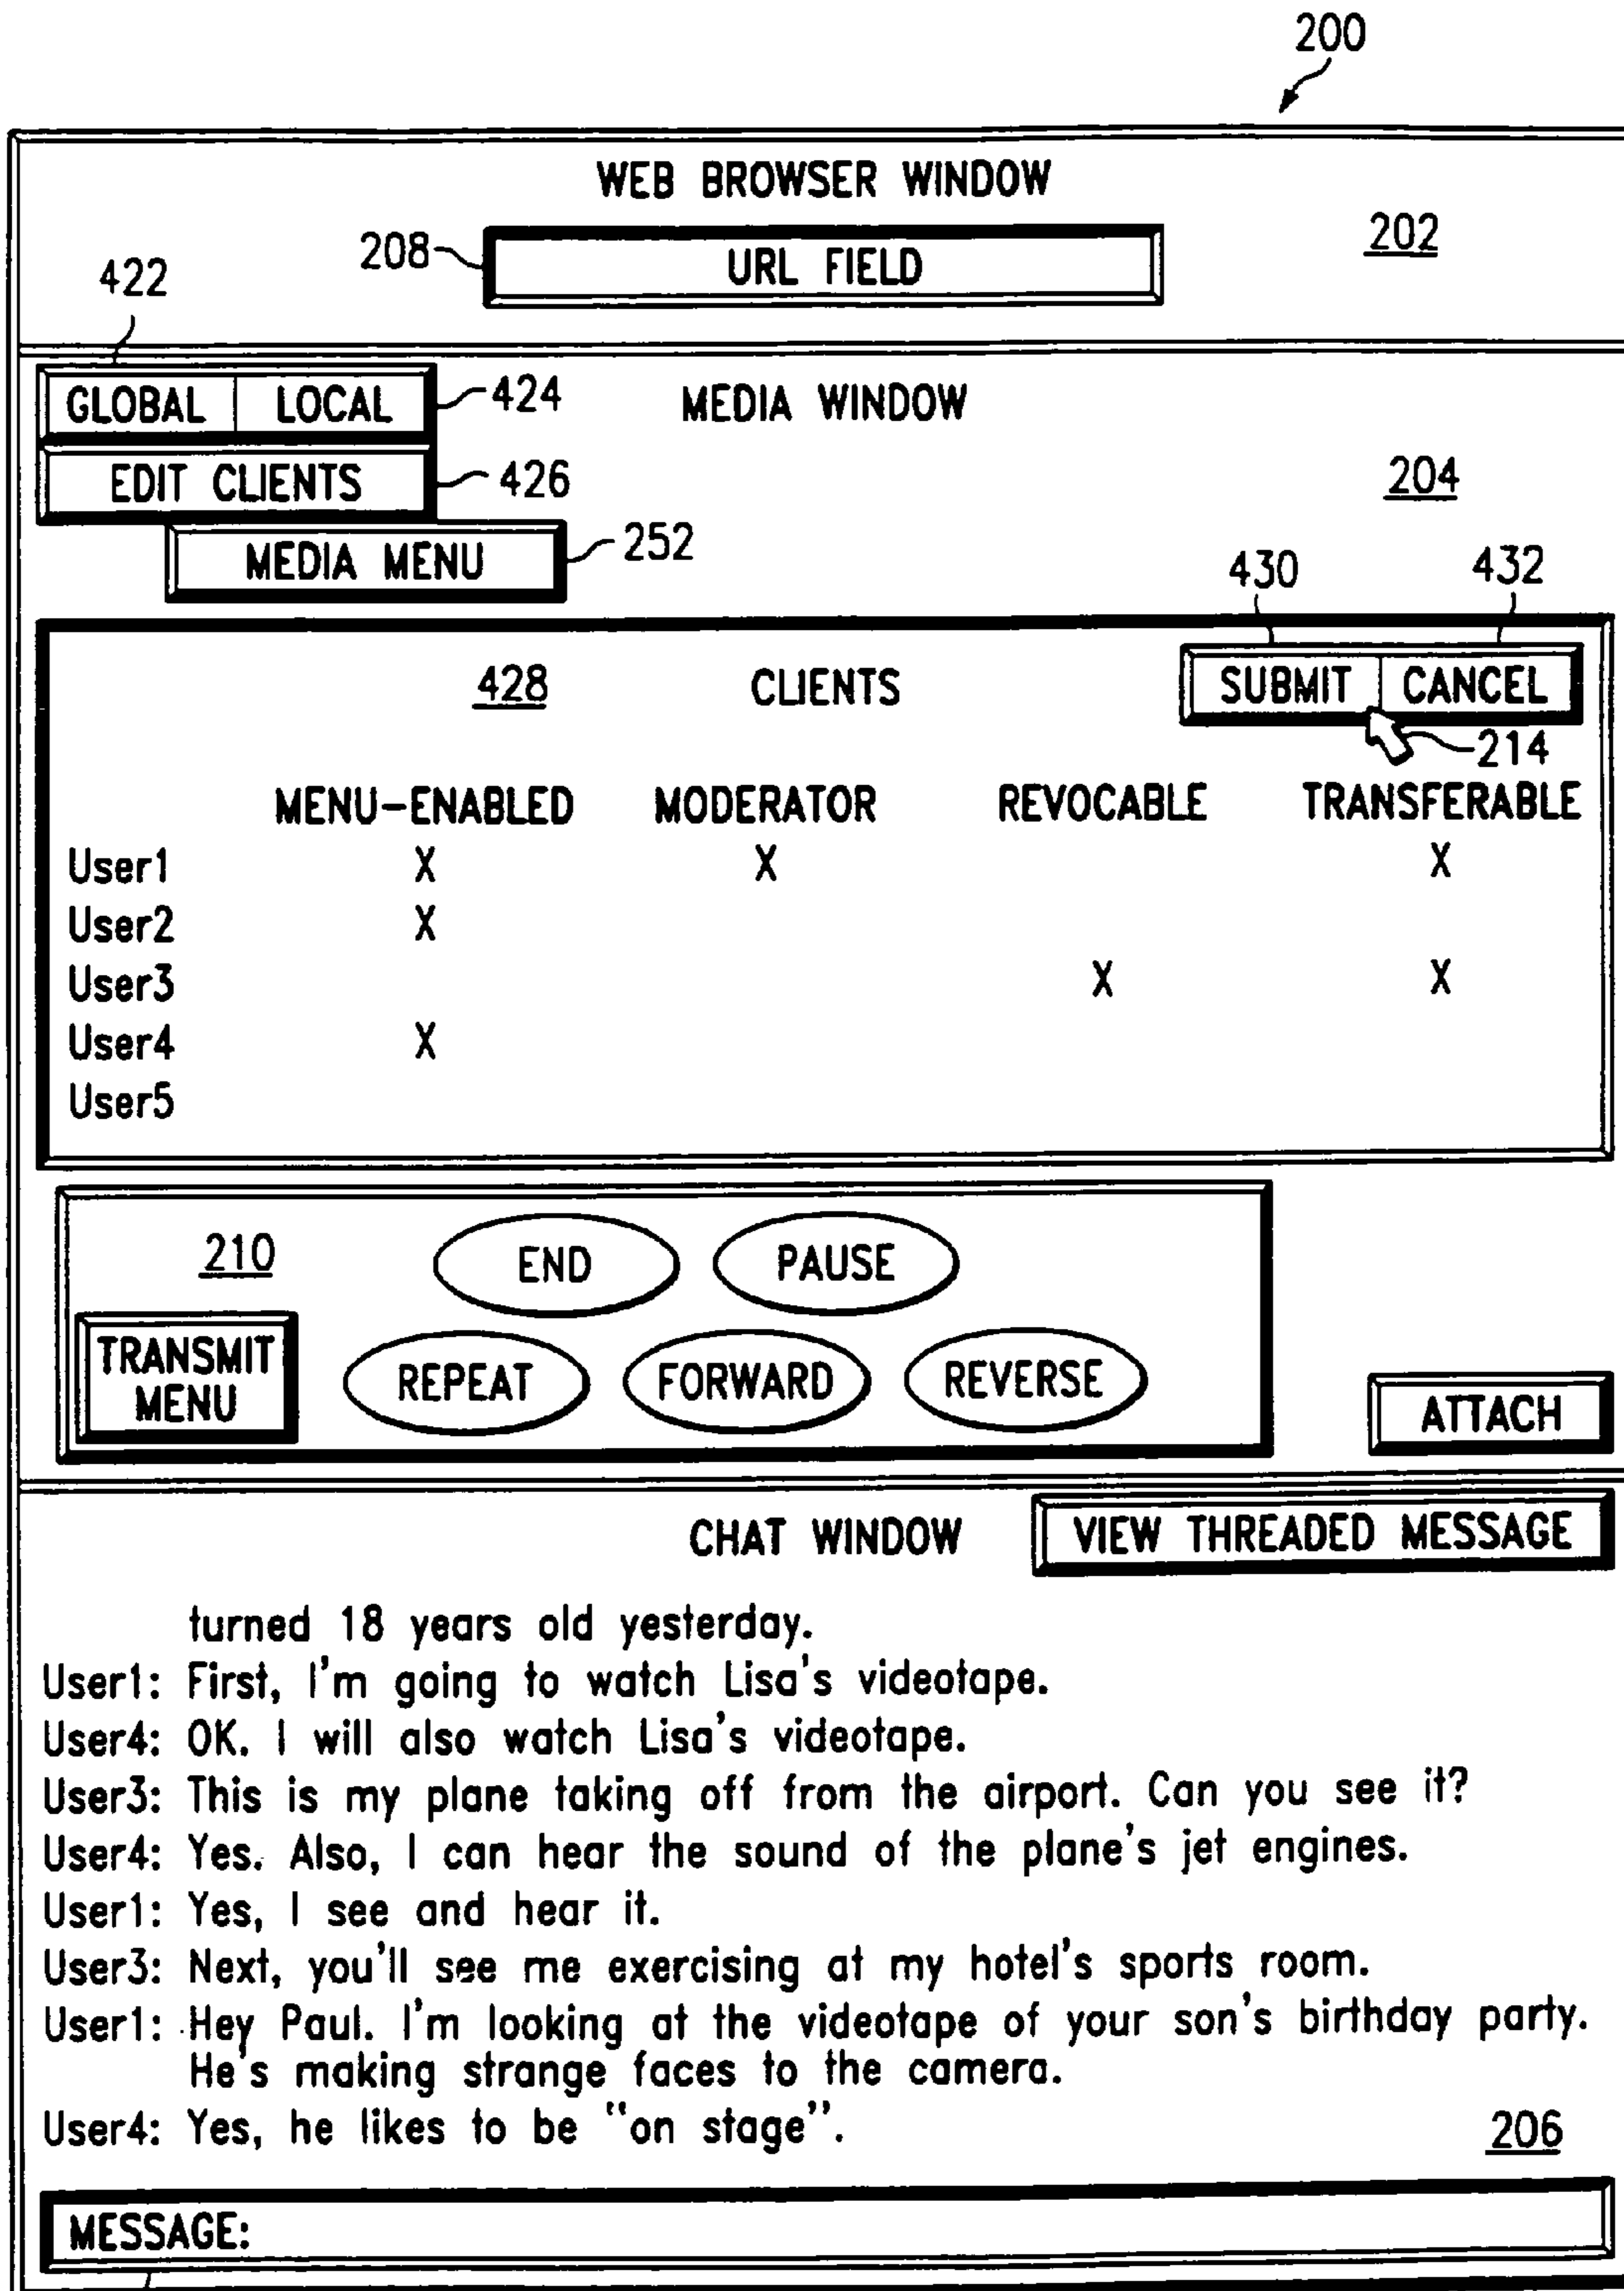 200
WEB BROWSER WINDOW
202
208
URL FIELD
422
GLOBAL LOCAL
424
MEDIA WINDOW
EDIT CLIENTS
426
204
MEDIA MENU
252
430
432
428
CLIENTS
SUBMIT CANCEL
214
MENU-ENABLED MODERATOR REVOCABLE TRANSFERABLE
User1 X X X
User2 X
User3 X X
User4 X
User5
210
END PAUSE
TRANSMIT
MENU
REPEAT FORWARD REVERSE
ATTACH
CHAT WINDOW
VIEW THREADED MESSAGE
turned 18 years old yesterday.
User1: First, I'm going to watch Lisa's videotape.
User4: OK. I will also watch Lisa's videotape.
User3: This is my plane taking off from the airport. Can you see it?
User4: Yes. Also, I can hear the sound of the plane's jet engines.
User1: Yes, I see and hear it.
User3: Next, you'll see me exercising at my hotel's sports room.
User1: Hey Paul. I'm looking at the videotape of your son's birthday party.
He's making strange faces to the camera.
User4: Yes, he likes to be "on stage".
206
MESSAGE: